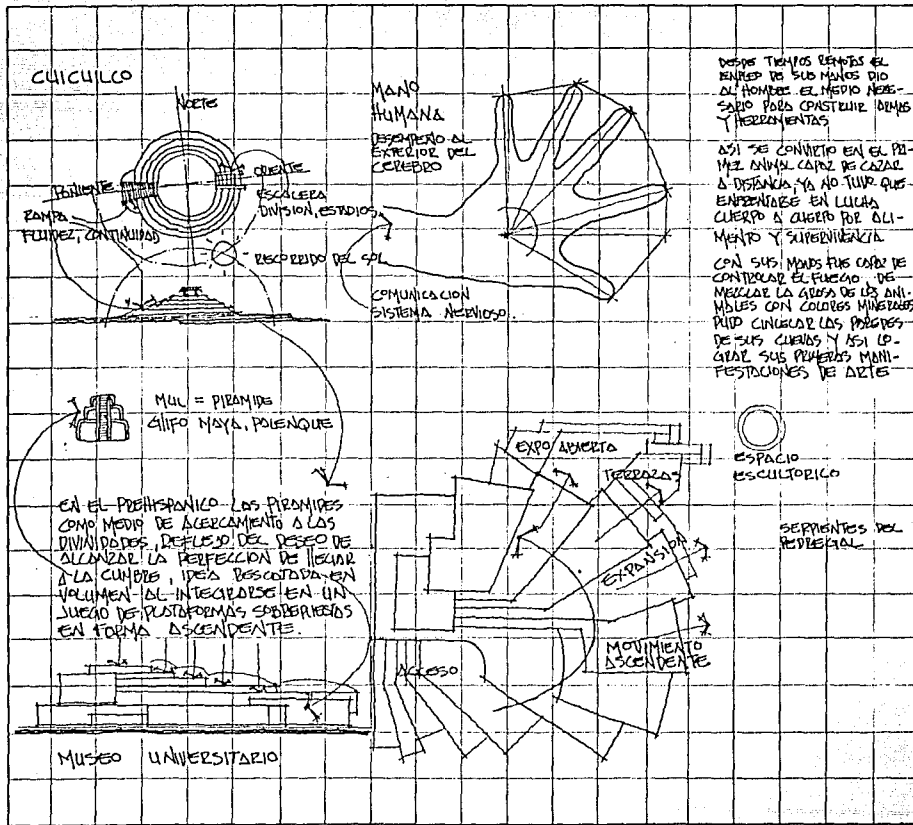 CUICUILCO
NORTE
PONIENTE
ORIENTE
RAMPA
FLUIDEZ, CONTINUIDAD
ESCALERA
DIVISION, ESTADIOS
RECORRIDO DEL SOL
MANO
HUMANA
DESEMPEÑO AL
EXTERIOR DEL
CEREBRO
COMUNICACION
SISTEMA NERVIOSO
DESDE TIEMPOS REMOTOS EL
EMPLEO DE SUS MANOS DIO
AL HOMBRE EL MEDIO NECE-
SARIO PARA CONSTRUIR ARMAS
Y HERRAMIENTAS
ASI SE CONVIRTIO EN EL PRI-
MEZ ANIMAL CAPAZ DE CAZAR
A DISTANCIA, YA NO TUVO QUE
ENFRENTARSE EN LUCHA
CUERPO A CUERPO POR ALI-
MENTO Y SUPERVIVENCIA
CON SUS MANOS FUE CAPAZ DE
CONTROLAR EL FUEGO, DE
MEZCLAR LA GRASA DE LOS ANI-
MALES CON COLORES MINERALES
PUDO CINCELAR LAS PAREDES
DE SUS CUEVAS Y ASI LO-
GRAR SUS PRIMERAS MANI-
FESTACIONES DE ARTE
MUL = PIRAMIDE
GLIFO MAYA, PALENQUE
EN EL PREHISPANICO LAS PIRAMIDES
COMO MEDIO DE ACERCAMIENTO A LAS
DIVINIDADES, REFLEJO DEL DESEO DE
ALCANZAR LA PERFECCION DE LLEGAR
A LA CUMBRE, IDEA RESCATADA EN
VOLUMEN AL INTEGRARSE EN UN
JUEGO DE PLATAFORMAS SOBREPUESTAS
EN FORMA ASCENDENTE.
MUSEO UNIVERSITARIO
EXPO ABIERTA
TERRAZAS
EXPANSION
MOVIMIENTO
ASCENDENTE
ACCESO
ESPACIO
ESCULTORICO
SERPIENTES DEL
PEDREGAL